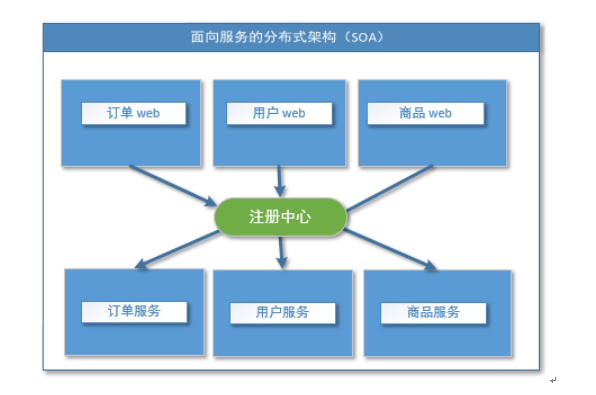 面向服务的分布式架构（SOA）
订单 web
用户 web
商品 web
注册中心
订单服务
用户服务
商品服务